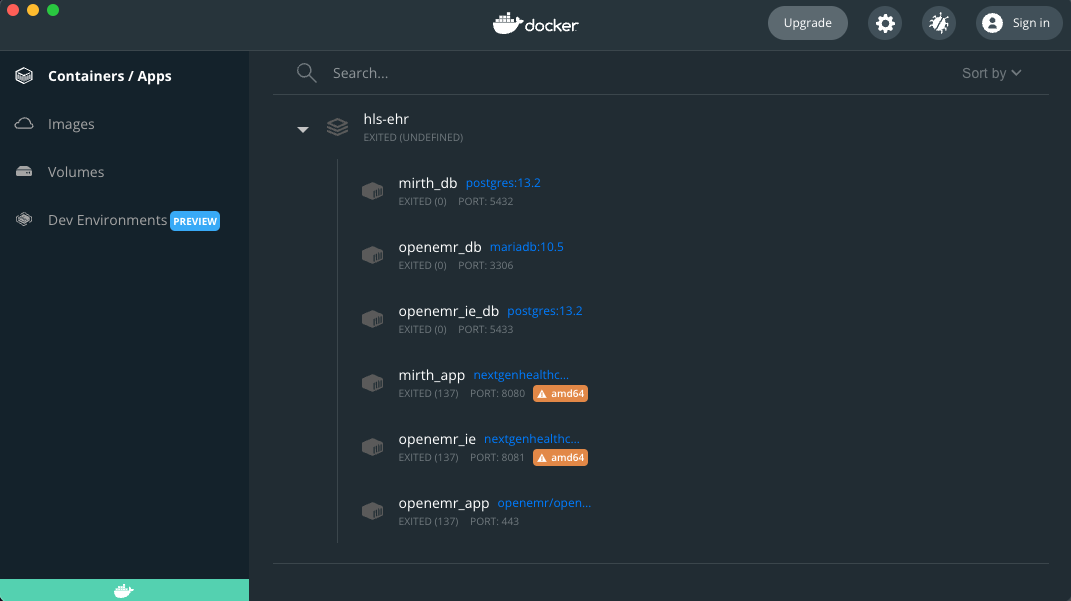 docker
Upgrade
Sign in
Containers / Apps
Images
Volumes
Dev Environments PREVIEW
Search...
Sort by
hls-ehr
EXITED (UNDEFINED)
mirth_db postgres:13.2
EXITED (0) PORT: 5432
openemr_db mariadb:10.5
EXITED (0) PORT: 3306
openemr_ie_db postgres:13.2
EXITED (0) PORT: 5433
mirth_app nextgenhealthc...
EXITED (137) PORT: 8080 amd64
openemr_ie nextgenhealthc...
EXITED (137) PORT: 8081 amd64
openemr_app openemr/open...
EXITED (137) PORT: 443